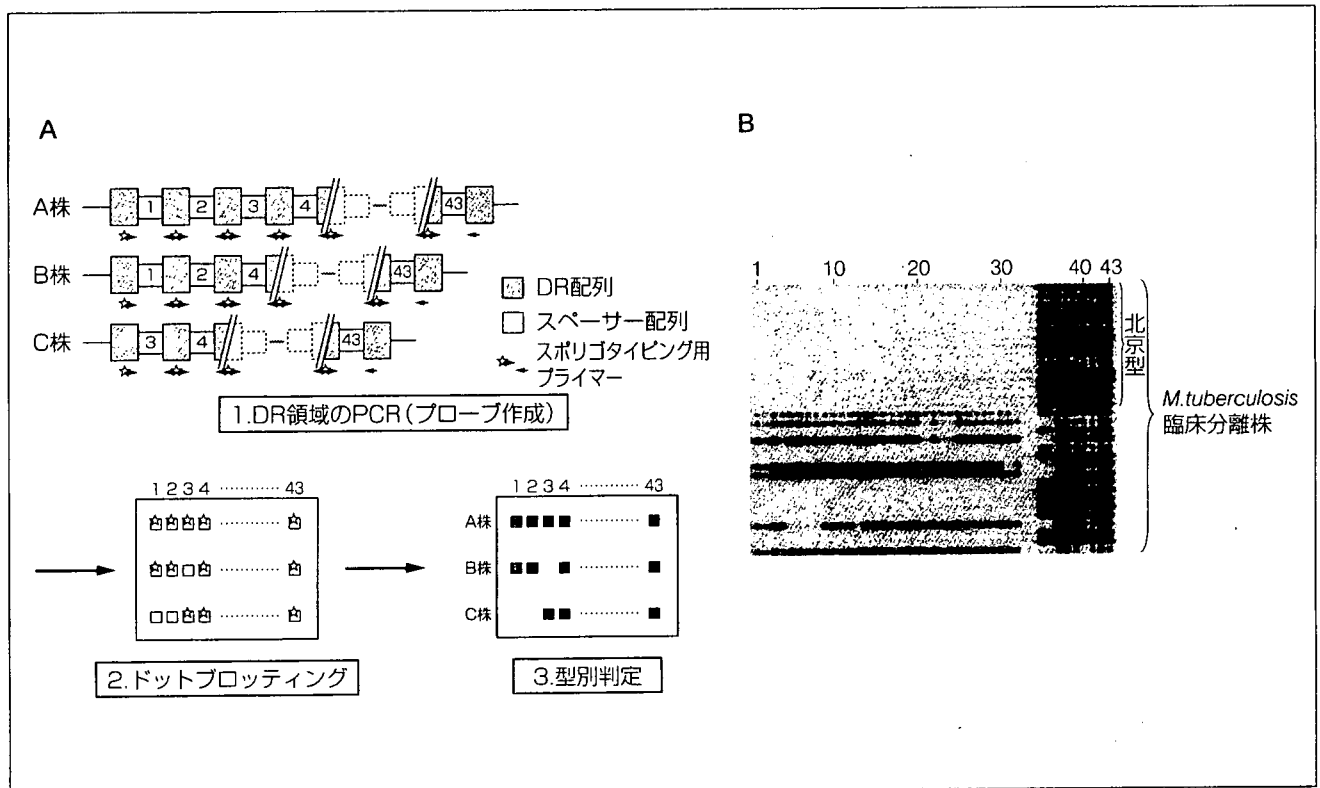 A
A株
1 2 3 4 43
B株
1 2 4 43
C株
3 4 43
DR配列
スペーサー配列
スポリゴタイピング用
プライマー
1.DR領域のPCR(プローブ作成)
1 2 3 4 ………… 43
2.ドットブロッティング
1 2 3 4 ………… 43
A株
B株
C株
3.型別判定
B
1 10 20 30 40 43
北京型
M.tuberculosis
臨床分離株